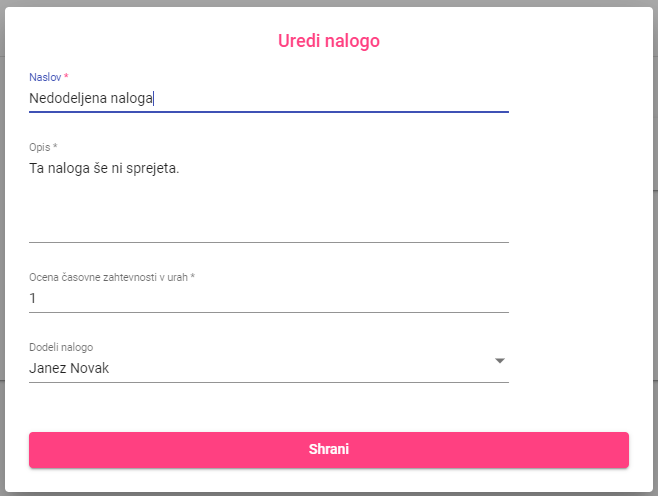 Uredi nalogo
Naslov *
Nedodeljena naloga
Opis *
Ta naloga še ni sprejeta.
Ocena časovne zahtevnosti v urah *
1
Dodeli nalogo
Janez Novak
Shrani